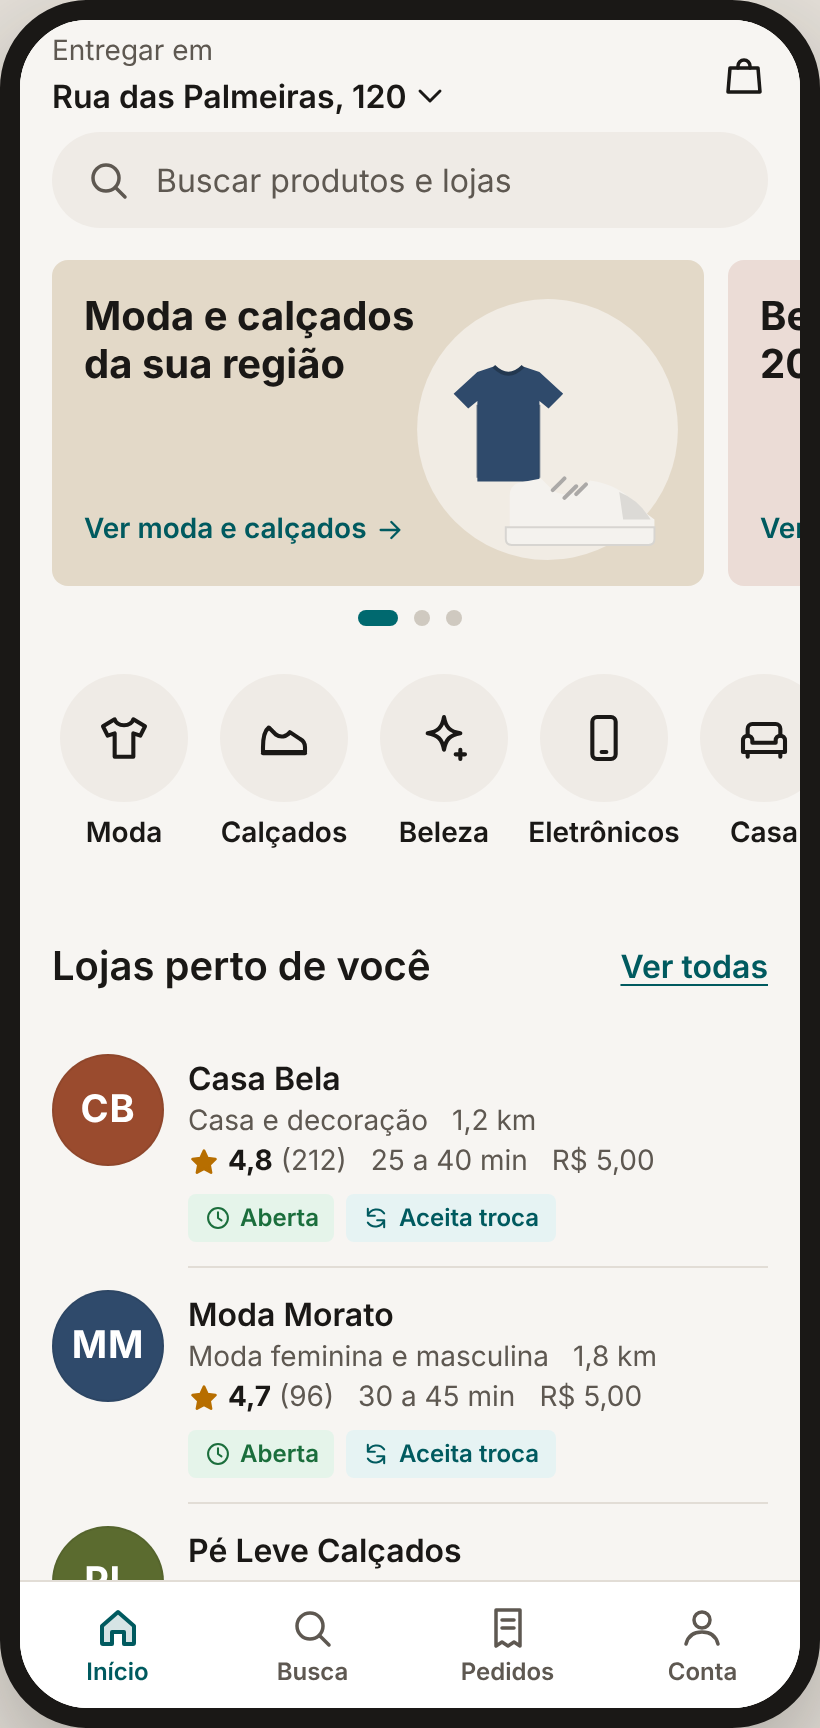 Entregar em
Rua das Palmeiras, 120
Buscar produtos e lojas
Moda e calçados
da sua região
Ver moda e calçados →
Moda
Calçados
Beleza
Eletrônicos
Casa
Lojas perto de você
Ver todas
CB
Casa Bela
Casa e decoração 1,2 km
4,8 (212) 25 a 40 min R$ 5,00
Aberta
Aceita troca
MM
Moda Morato
Moda feminina e masculina 1,8 km
4,7 (96) 30 a 45 min R$ 5,00
Aberta
Aceita troca
Pé Leve Calçados
Início
Busca
Pedidos
Conta